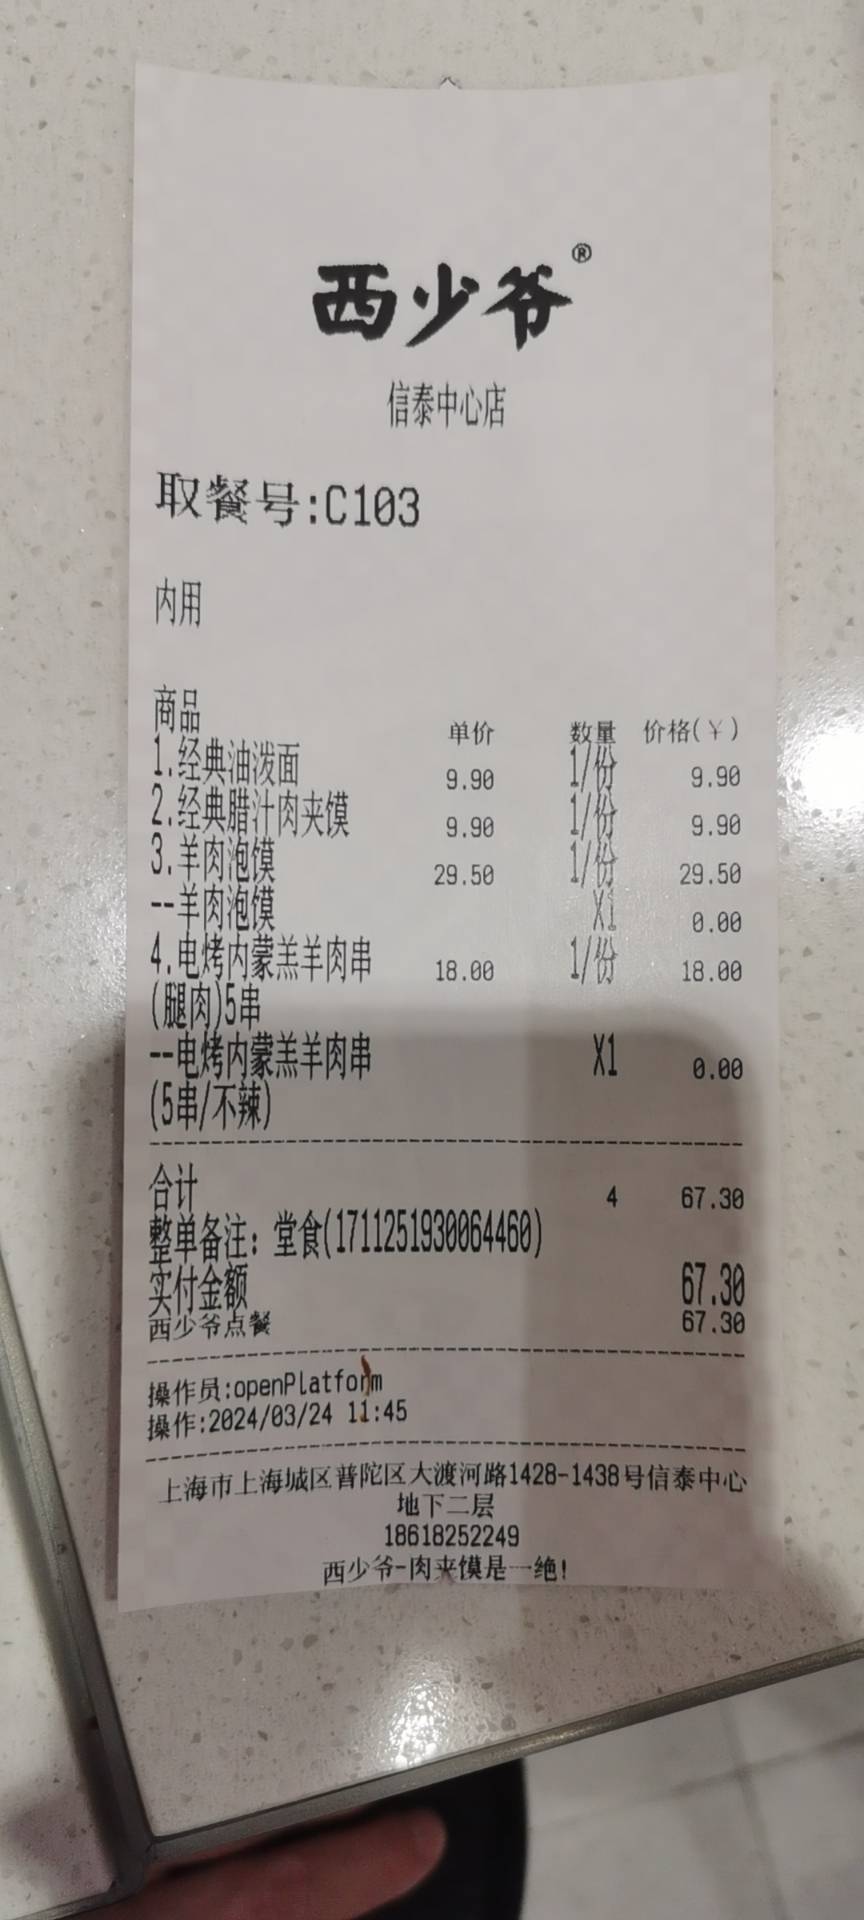 西少爷®
信泰中心店
取餐号:C103
内用
商品 单价 数量 价格(￥)
1.经典油泼面 9.90 1/份 9.90
2.经典腊汁肉夹馍 9.90 1/份 9.90
3.羊肉泡馍 29.50 1/份 29.50
--羊肉泡馍 X1 0.00
4.电烤内蒙羔羊肉串 18.00 1/份 18.00
(腿肉)5串
--电烤内蒙羔羊肉串 X1 0.00
(5串/不辣)
合计 4 67.30
整单备注：堂食(1711251930064460)
实付金额 67.30
西少爷点餐 67.30
操作员:openPlatform
操作:2024/03/24 11:45
上海市上海城区普陀区大渡河路1428-1438号信泰中心
地下二层
18618252249
西少爷-肉夹馍是一绝!